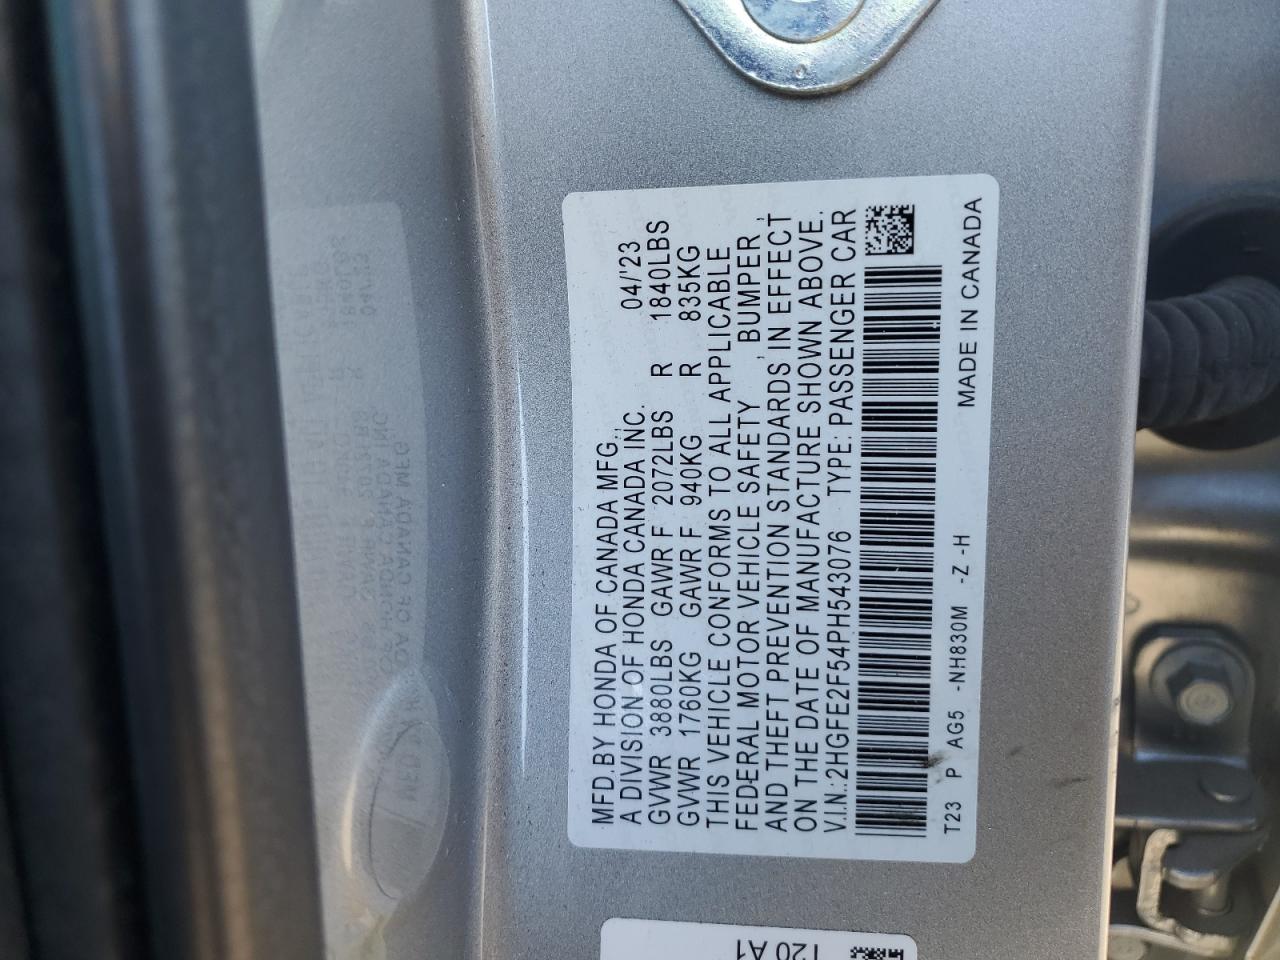 MFD.BY HONDA OF CANADA MFG., 04/'23
A DIVISION OF HONDA CANADA INC.
GVWR 3880LBS GAWR F 2072LBS R 1840LBS
GVWR 1760KG GAWR F 940KG R 835KG
THIS VEHICLE CONFORMS TO ALL APPLICABLE
FEDERAL MOTOR VEHICLE SAFETY , BUMPER ,
AND THEFT PREVENTION STANDARDS IN EFFECT
ON THE DATE OF MANUFACTURE SHOWN ABOVE.
V.I.N.:2HGFE2F54PH543076 TYPE: PASSENGER CAR
T23 P AG5 -NH830M -Z -H MADE IN CANADA
T20 A1